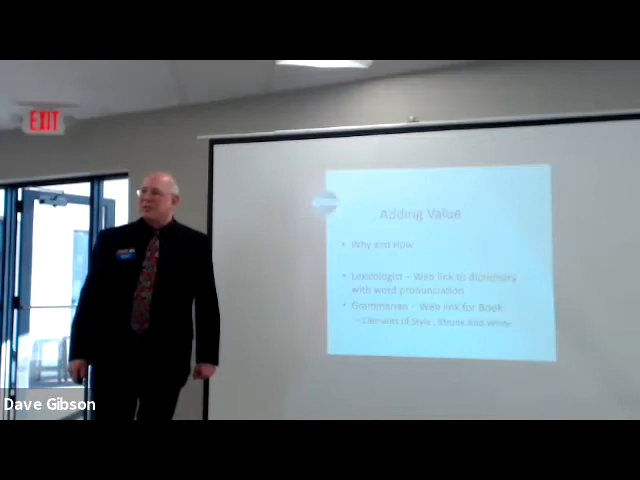 EXIT
Adding Value
• Why and How
• Lexicologist – Web link to dictionary
with word pronunciation
• Grammarian – Web link for Book
– Elements of Style, Strunk And White
Dave Gibson